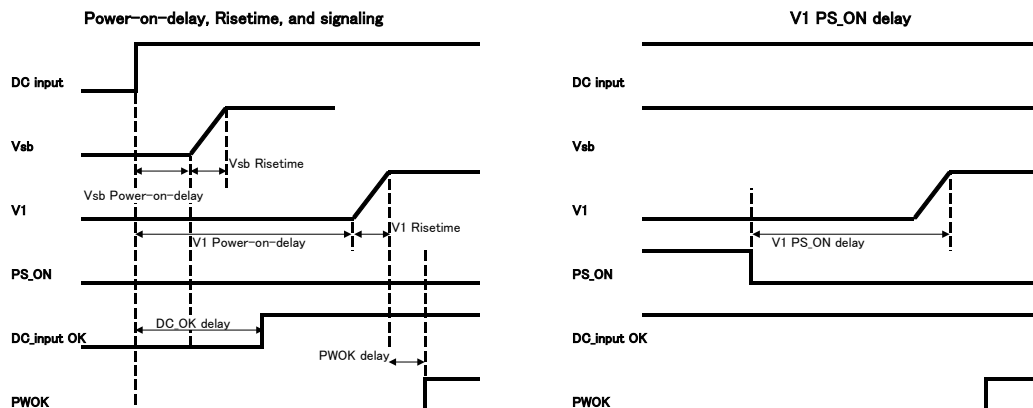 Power-on-delay, Risetime, and signaling
DC input
Vsb
Vsb Risetime
Vsb Power-on-delay
V1
V1 Risetime
V1 Power-on-delay
PS_ON
DC_OK delay
DC_input OK
PWOK delay
PWOK
V1 PS_ON delay
DC input
Vsb
V1
V1 PS_ON delay
PS_ON
DC_input OK
PWOK